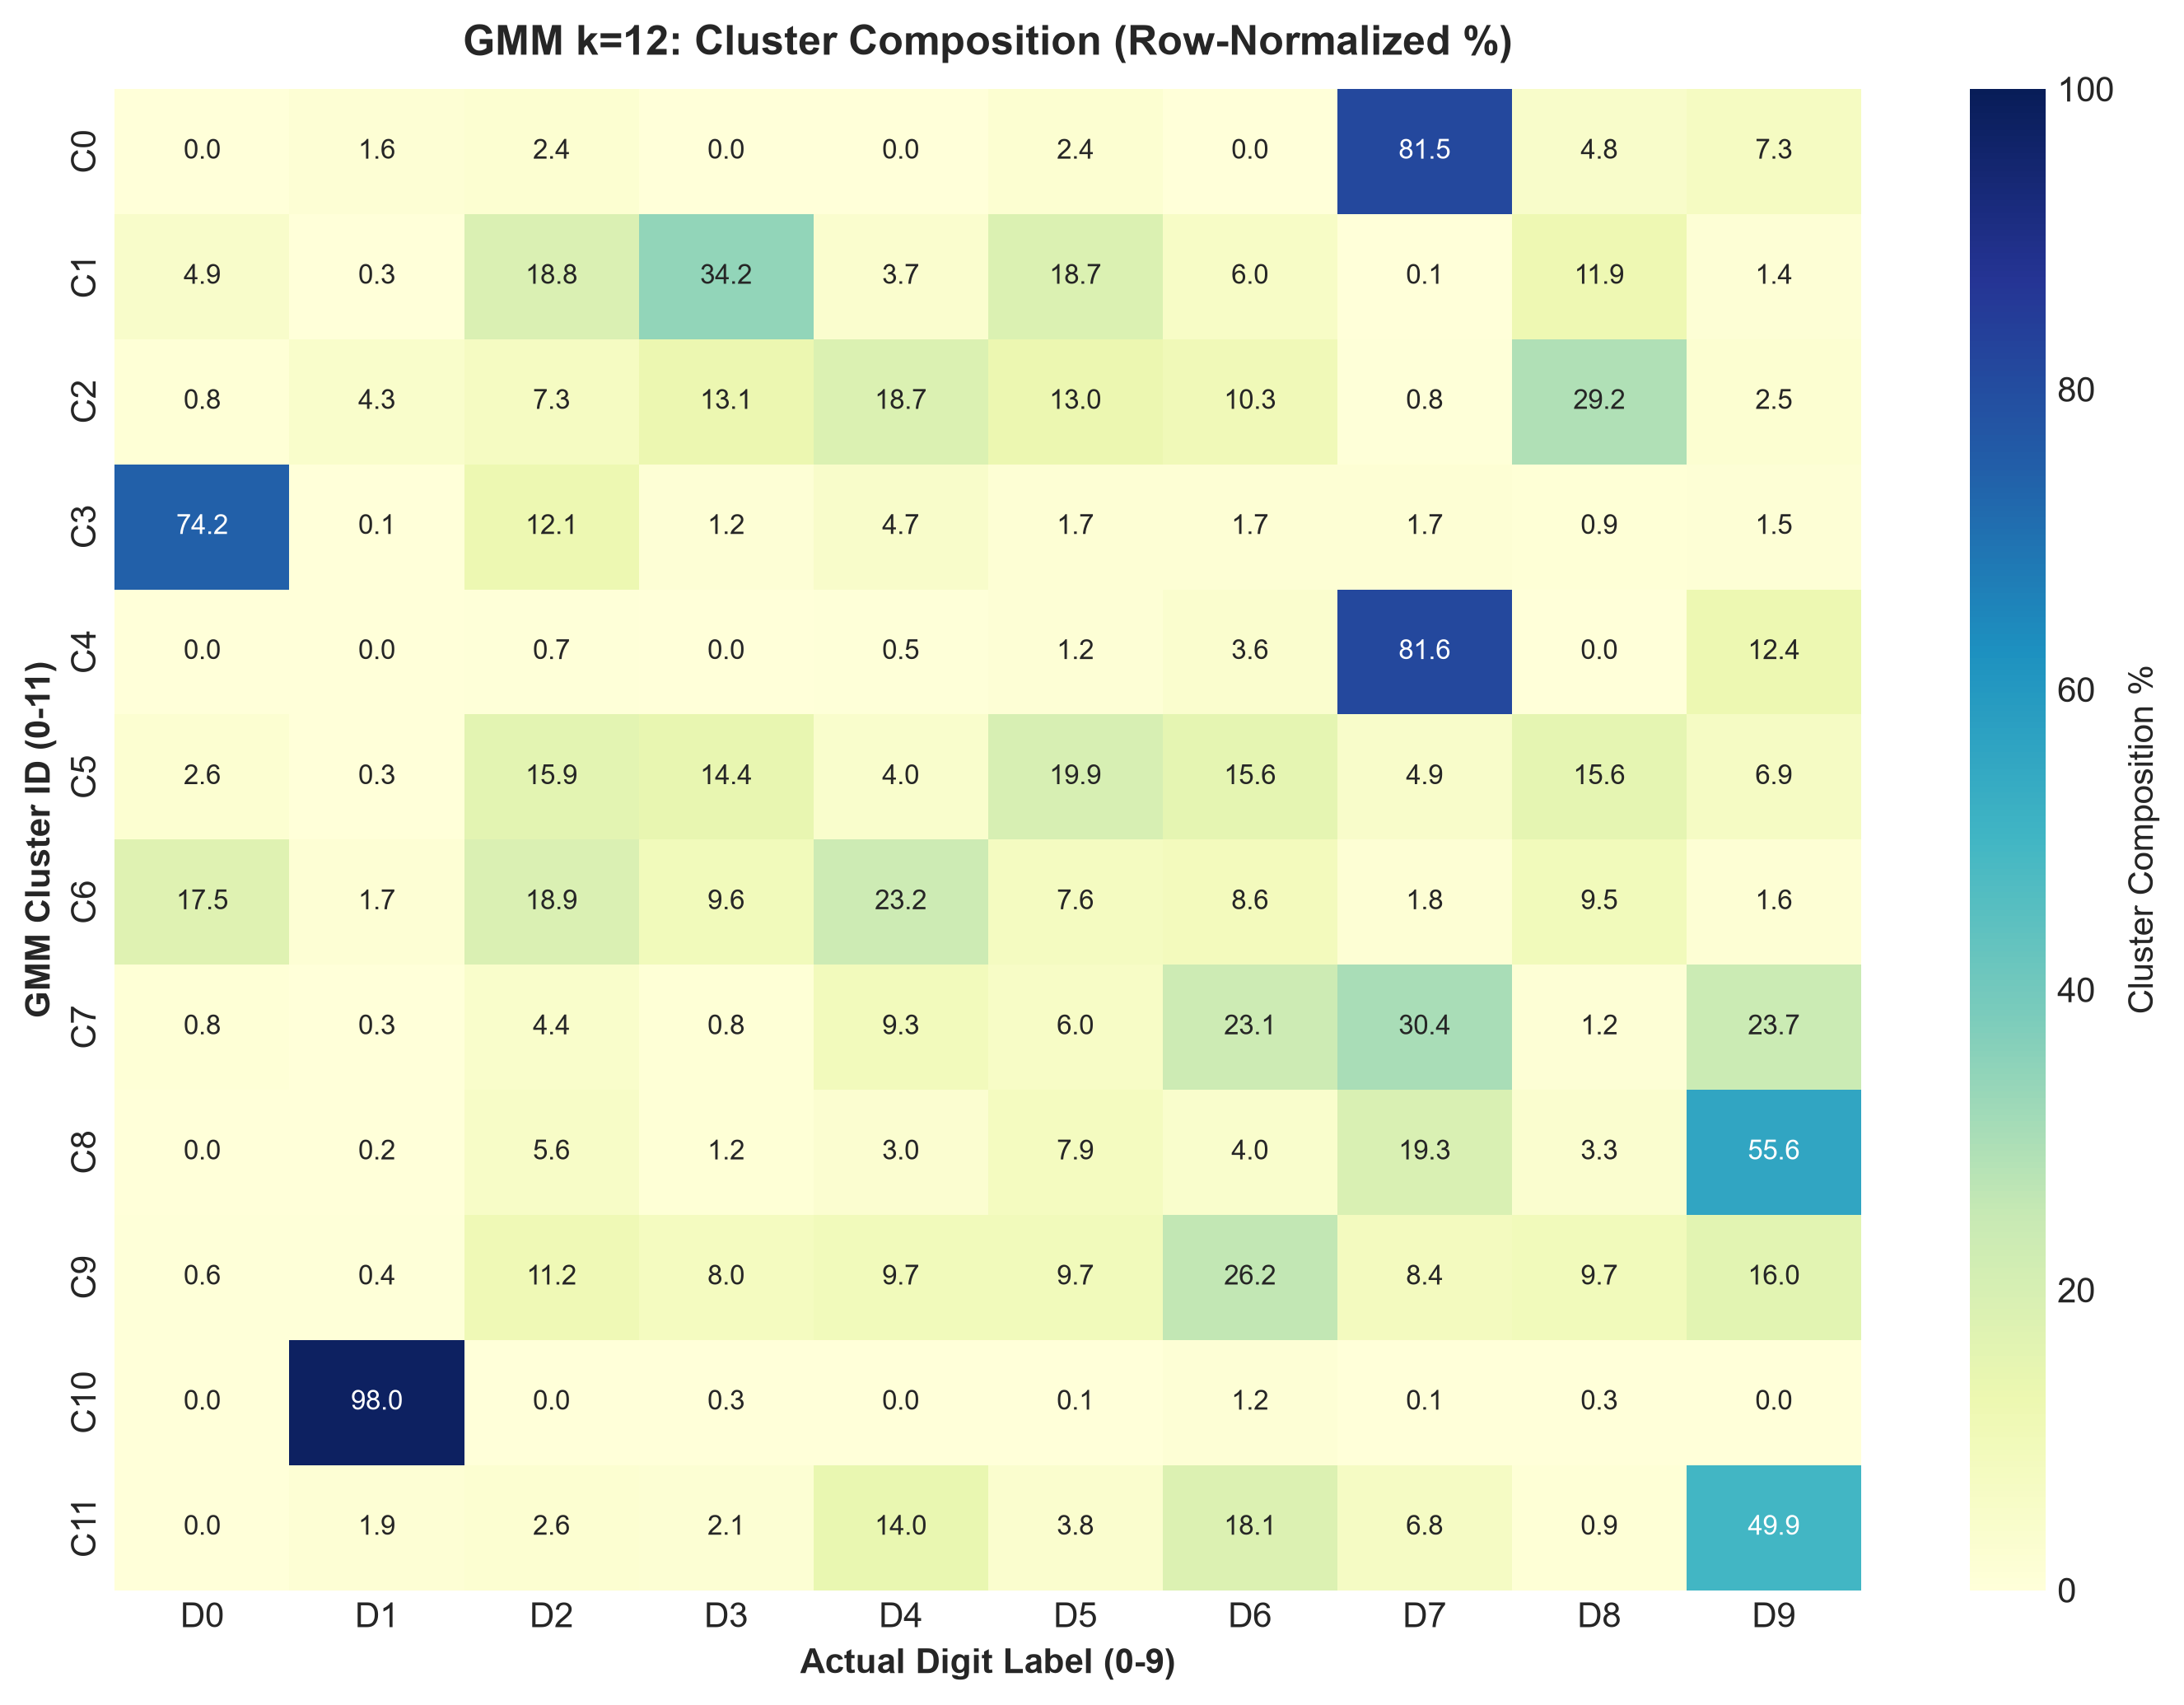 GMM k=12: Cluster Composition (Row-Normalized %)
C0 0.0 1.6 2.4 0.0 0.0 2.4 0.0 81.5 4.8 7.3
C1 4.9 0.3 18.8 34.2 3.7 18.7 6.0 0.1 11.9 1.4
C2 0.8 4.3 7.3 13.1 18.7 13.0 10.3 0.8 29.2 2.5
C3 74.2 0.1 12.1 1.2 4.7 1.7 1.7 1.7 0.9 1.5
C4 0.0 0.0 0.7 0.0 0.5 1.2 3.6 81.6 0.0 12.4
C5 2.6 0.3 15.9 14.4 4.0 19.9 15.6 4.9 15.6 6.9
C6 17.5 1.7 18.9 9.6 23.2 7.6 8.6 1.8 9.5 1.6
C7 0.8 0.3 4.4 0.8 9.3 6.0 23.1 30.4 1.2 23.7
C8 0.0 0.2 5.6 1.2 3.0 7.9 4.0 19.3 3.3 55.6
C9 0.6 0.4 11.2 8.0 9.7 9.7 26.2 8.4 9.7 16.0
C10 0.0 98.0 0.0 0.3 0.0 0.1 1.2 0.1 0.3 0.0
C11 0.0 1.9 2.6 2.1 14.0 3.8 18.1 6.8 0.9 49.9
D0 D1 D2 D3 D4 D5 D6 D7 D8 D9
Actual Digit Label (0-9)
GMM Cluster ID (0-11)
100
80
60
40
20
0
Cluster Composition %